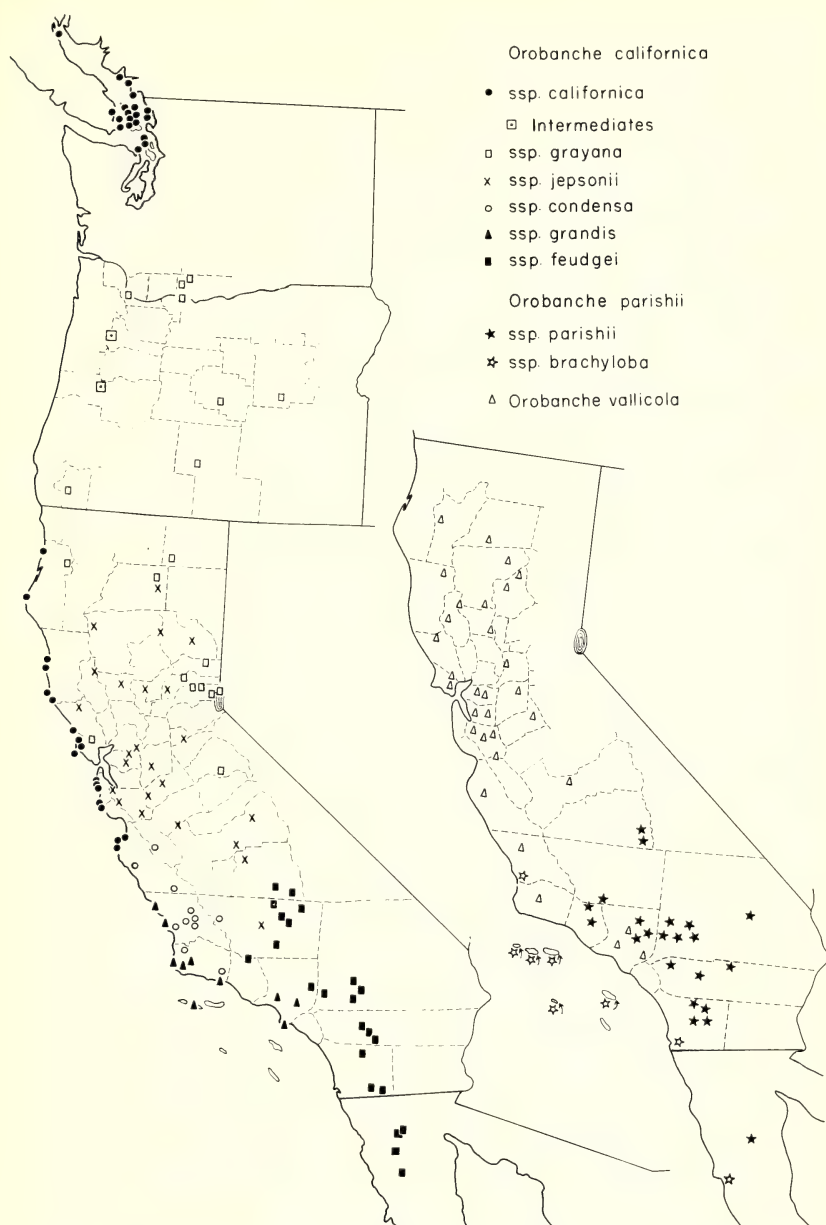 Orobanche californica
ssp. californica
Intermediates
ssp. grayana
ssp. jepsonii
ssp. condensa
ssp. grandis
ssp. feudgei
Orobanche parishii
ssp. parishii
ssp. brachyloba
Orobanche vallicola